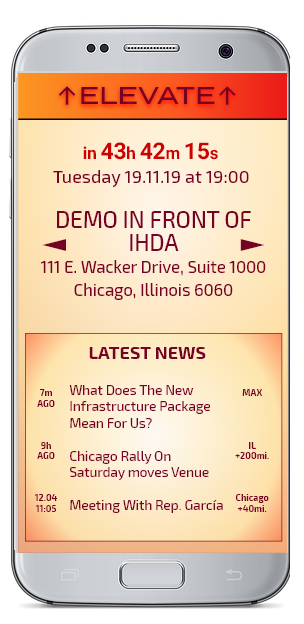 ↑ELEVATE↑
in 43h 42m 15s
Tuesday 19.11.19 at 19:00
DEMO IN FRONT OF
IHDA
111 E. Wacker Drive, Suite 1000
Chicago, Illinois 6060
LATEST NEWS
7m
AGO
What Does The New
Infrastructure Package
Mean For Us?
MAX
9h
AGO
Chicago Rally On
Saturday moves Venue
IL
+200mi.
12.04
11:05
Meeting With Rep. García
Chicago
+40mi.